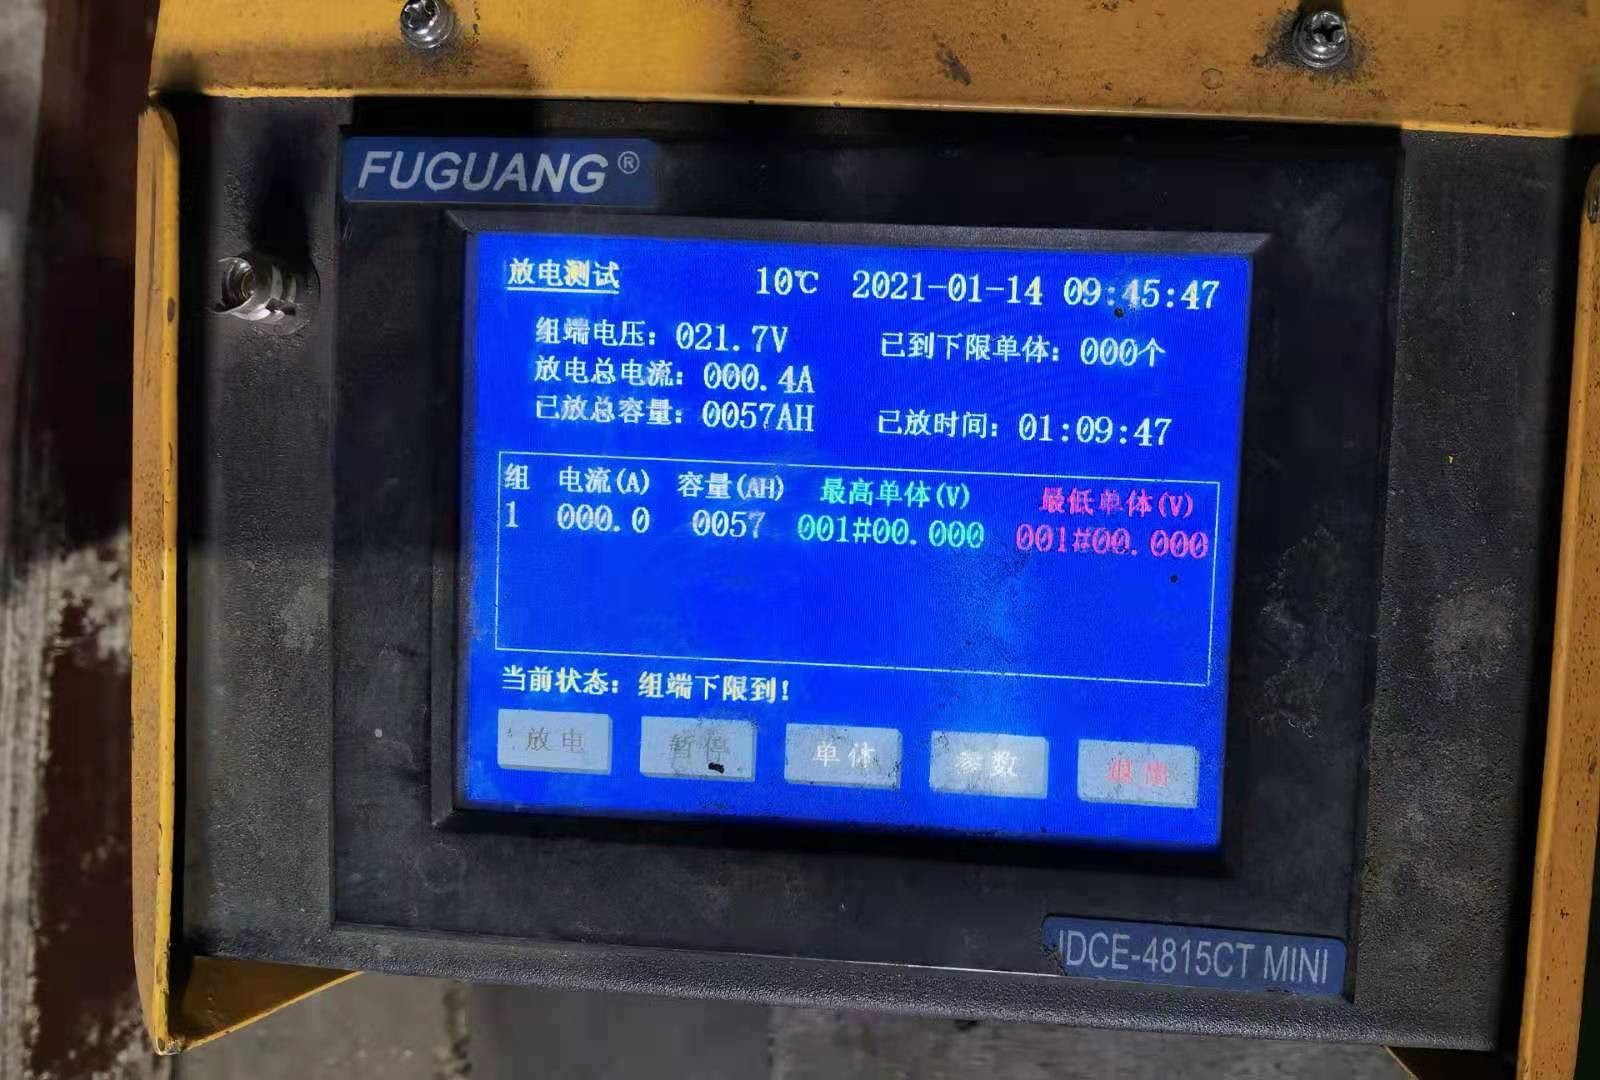 FUGUANG®
放电测试 10℃ 2021-01-14 09:45:47
组端电压：021.7V 已到下限单体：000个
放电总电流：000.4A
已放总容量：0057AH 已放时间：01:09:47
组 电流(A) 容量(AH) 最高单体(V) 最低单体(V)
1 000.0 0057 001#00.000 001#00.000
当前状态：组端下限到！
放电 暂停 单体 参数 退出
IDCE-4815CT MINI